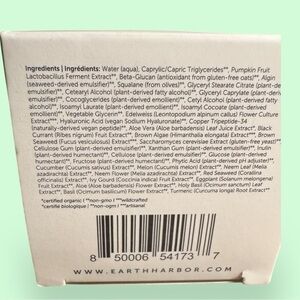 Ingredients | Ingrédients: Water (aqua), Caprylic/Capric Triglycerides**, Pumpkin Fruit
Lactobacillus Ferment Extract**, Beta-Glucan (antioxidant from gluten-free oats)**, Algin
(seaweed-derived emulsifier)**, Squalane (from olives)**, Glyceryl Stearate Citrate (plant-de
emulsifier)**, Cetearyl Alcohol (plant-derived fatty alcohol)**, Glyceryl Caprylate (plant-de
emulsifier)**, Cocoglycerides (plant-derived emollient)**, Cetyl Alcohol (plant-derived fatty
alcohol)**, Isoamyl Laurate (plant-derived emollient)**, Isoamyl Cocoate (plant-derived
emollient)**, Vegetable Glycerin**, Edelweiss (Leontopodium alpinum callus) Flower Culture
Extract**, Hyaluronic Acid (vegan sodium hyaluronate)**, Copper Tripeptide-34
(naturally-derived vegan peptide)**, Aloe Vera (Aloe barbadensis) Leaf Juice Extract*, Black
Currant (Ribes nigrum) Fruit Extract**, Brown Algae (Himanthalia elongata) Extract**, Brown
Seaweed (Fucus vesiculosus) Extract**, Saccharomyces cerevisiae Extract (gluten-free yeast)
Cellulose Gum (plant-derived emulsifier)**, Xanthan Gum (plant-derived emulsifier)**, Inulin
(plant-derived emulsifier)**, Cellulose (plant-derived emulsifier)**, Glucose (plant-derived
humectant)**, Fructose (plant-derived humectant)**, Phytic Acid (plant-derived pH adjuster)
Cucumber (Cucumis sativus) Extract**, Melon (Cucumis melo) Extract**, Neem Leaf (Melia
azadirachta) Extract**, Neem Flower (Melia azadirachta) Extract**, Red Seaweed (Corallina
officinalis) Extract**, Ivy Gourd (Coccinia indica) Fruit Extract**, Eggplant (Solanum melongena)
Fruit Extract**, Aloe (Aloe barbadensis) Flower Extract**, Holy Basil (Ocimum sanctum) Leaf
Extract**, Basil (Ocimum basilicum) Flower Extract**, Turmeric (Curcuma longa) Root Extract**
certified organic | **non-gmo | ***wildcrafted
certifié biologique | **non-ogm | ***artisanal
8 50006 54173 7
WWW.EARTHHARBOR.COM